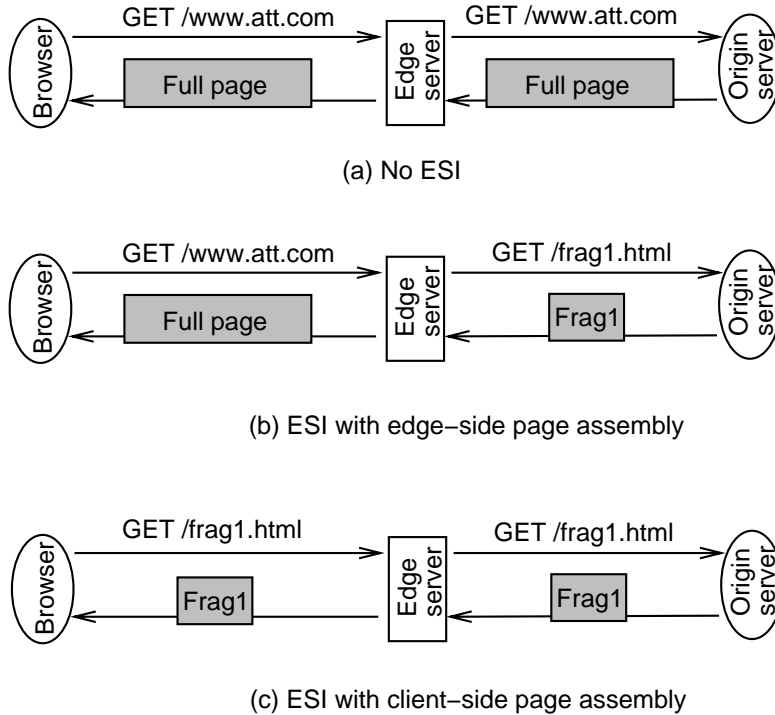 GET /www.att.com GET /www.att.com
Browser Full page Edge server Full page Origin server
(a) No ESI
GET /www.att.com GET /frag1.html
Browser Full page Edge server Frag1 Origin server
(b) ESI with edge−side page assembly
GET /frag1.html GET /frag1.html
Browser Frag1 Edge server Frag1 Origin server
(c) ESI with client−side page assembly